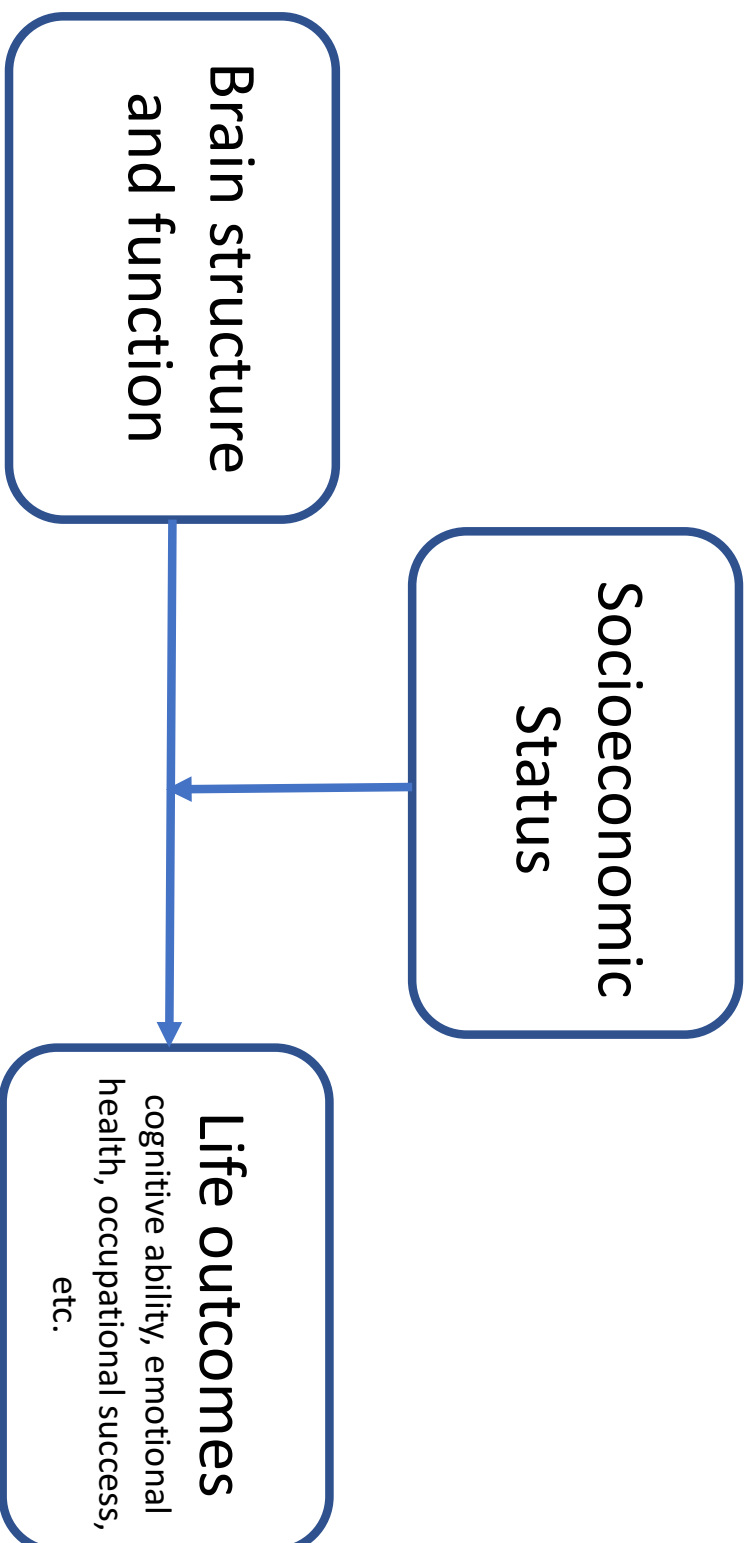 Socioeconomic
Status
Brain structure
and function
Life outcomes
cognitive ability, emotional
health, occupational success,
etc.